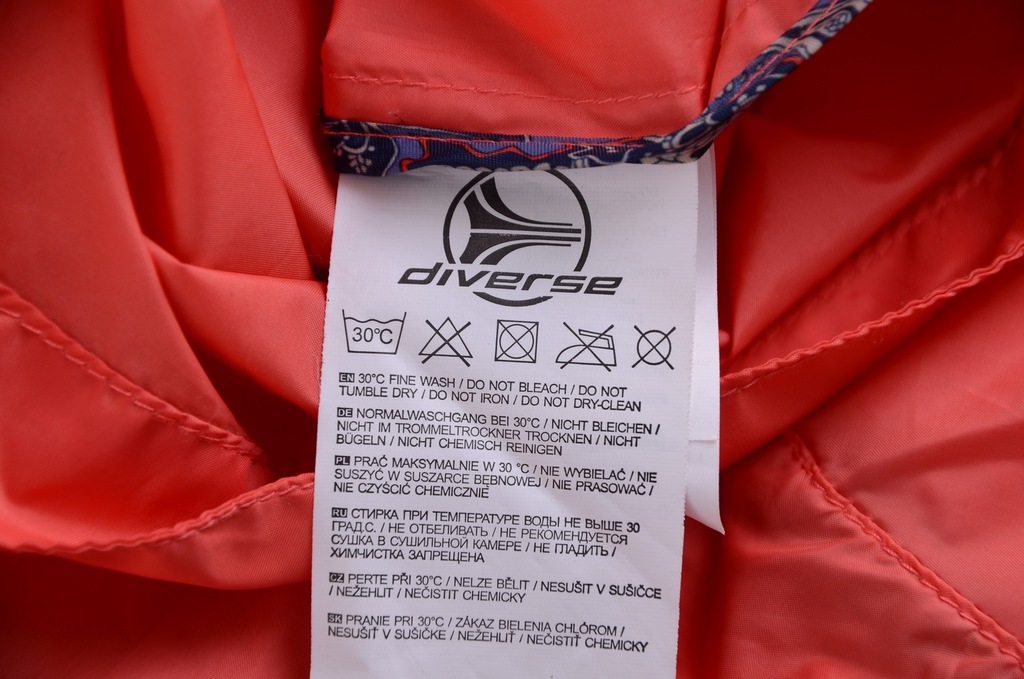 diverse
30°C
EN 30°C FINE WASH / DO NOT BLEACH / DO NOT
TUMBLE DRY / DO NOT IRON / DO NOT DRY-CLEAN
DE NORMALWASCHGANG BEI 30°C / NICHT BLEICHEN /
NICHT IM TROMMELTROCKNER TROCKNEN / NICHT
BÜGELN / NICHT CHEMISCH REINIGEN
PL PRAĆ MAKSYMALNIE W 30 °C / NIE WYBIELAĆ / NIE
SUSZYĆ W SUSZARCE BĘBNOWEJ / NIE PRASOWAĆ /
NIE CZYŚCIĆ CHEMICZNIE
RU СТИРКА ПРИ ТЕМПЕРАТУРЕ ВОДЫ НЕ ВЫШЕ 30
ГРАД.С. / НЕ ОТБЕЛИВАТЬ / НЕ РЕКОМЕНДУЕТСЯ
СУШКА В СУШИЛЬНОЙ КАМЕРЕ / НЕ ГЛАДИТЬ /
ХИМЧИСТКА ЗАПРЕЩЕНА
CZ PERTE PŘI 30°C / NELZE BĚLIT / NESUŠIT V SUŠIČCE
/ NEŽEHLIT / NEČISTIT CHEMICKY
SK PRANIE PRI 30°C / ZÁKAZ BIELENIA CHLÓROM /
NESUŠIŤ V SUŠIČKE / NEŽEHLIŤ / NEČISTIŤ CHEMICKY